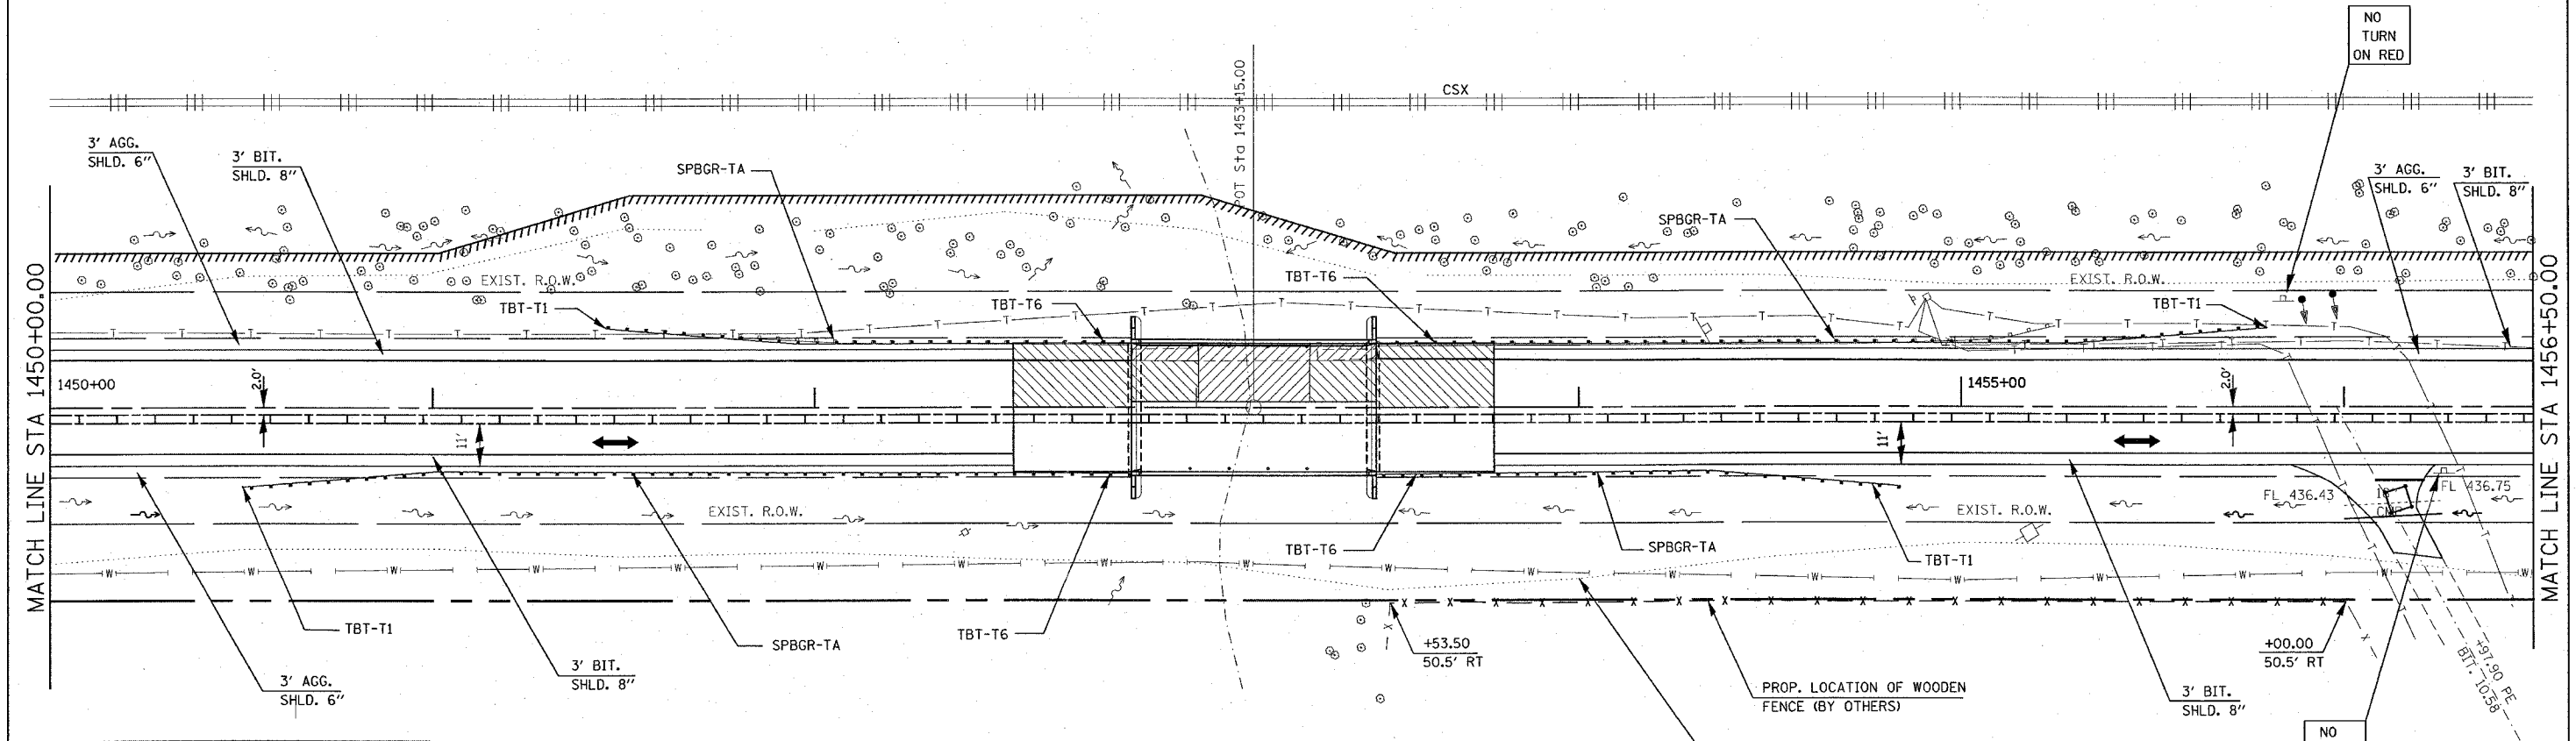 NO
TURN
ON RED
CSX
POT Sta 1453+15.00
3' AGG.
SHLD. 6"
3' BIT.
SHLD. 8"
SPBGR-TA
SPBGR-TA
3' AGG.
SHLD. 6"
3' BIT.
SHLD. 8"
MATCH LINE STA 1450+00.00
MATCH LINE STA 1456+50.00
EXIST. R.O.W.
TBT-T1
TBT-T6
TBT-T6
EXIST. R.O.W.
TBT-T1
1450+00
2.0'
1455+00
2.0'
11'
11'
FL 436.43
FL 436.75
EXIST. R.O.W.
EXIST. R.O.W.
TBT-T6
SPBGR-TA
TBT-T1
TBT-T1
SPBGR-TA
TBT-T6
+53.50
50.5' RT
+00.00
50.5' RT
3' AGG.
SHLD. 6"
3' BIT.
SHLD. 8"
PROP. LOCATION OF WOODEN
FENCE (BY OTHERS)
3' BIT.
SHLD. 8"
+97.90 PE
BIT. 10.58
NO